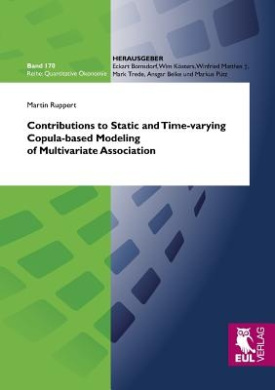 HERAUSGEBER
Band 170
Eckart Bomsdorf, Wim Kösters, Winfried Matthes †,
Reihe Quantitative Ökonomie
Mark Trede, Ansgar Belke und Markus Pütz
Martin Ruppert
Contributions to Static and Time-varying
Copula-based Modeling
of Multivariate Association
EUL
VERLAG